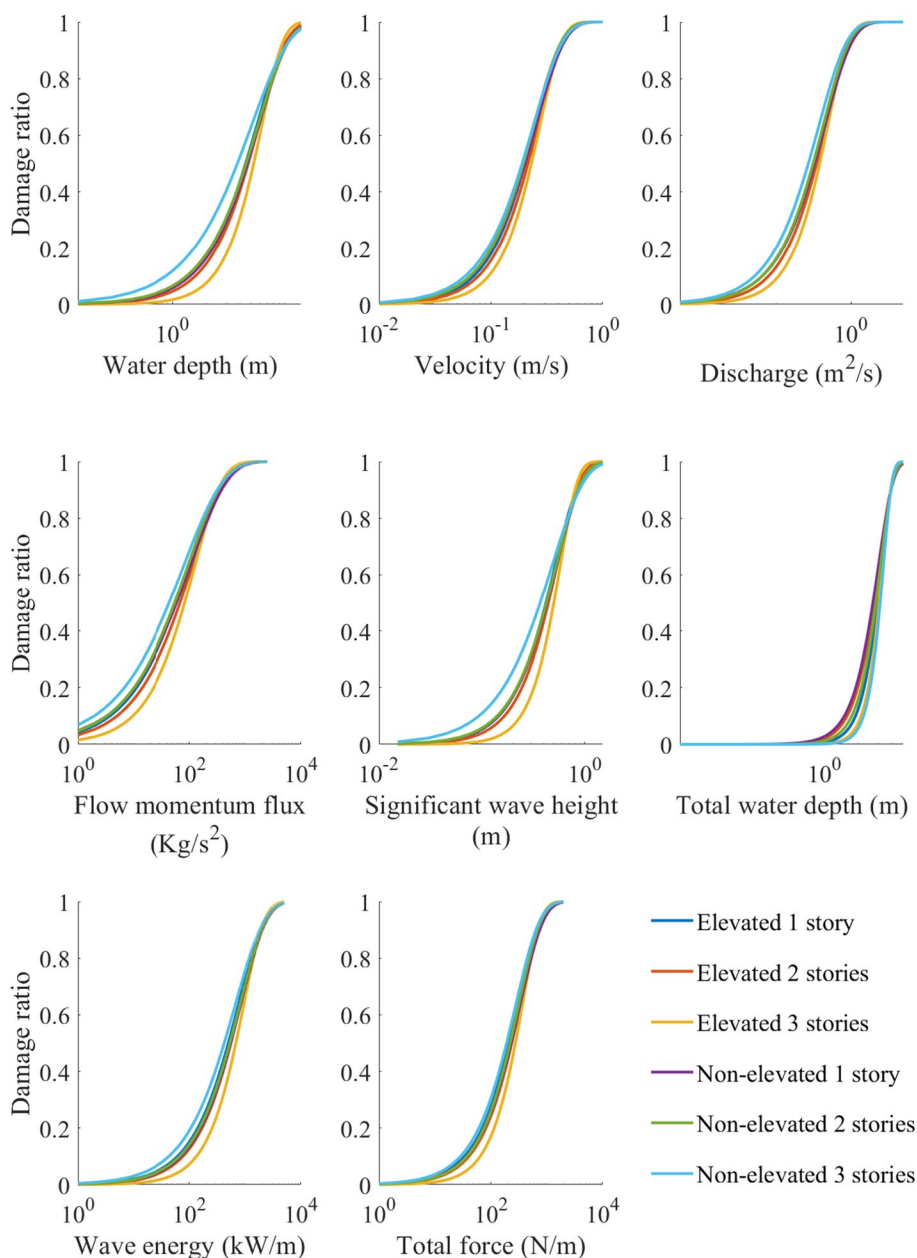 Damage ratio
1
0.8
0.6
0.4
0.2
0
10^0
Water depth (m)
1
0.8
0.6
0.4
0.2
0
10^-2 10^-1 10^0
Velocity (m/s)
1
0.8
0.6
0.4
0.2
0
10^0
Discharge (m^2/s)
Damage ratio
1
0.8
0.6
0.4
0.2
0
10^0 10^2 10^4
Flow momentum flux
(Kg/s^2)
1
0.8
0.6
0.4
0.2
0
10^-2 10^0
Significant wave height
(m)
1
0.8
0.6
0.4
0.2
0
10^0
Total water depth (m)
Damage ratio
1
0.8
0.6
0.4
0.2
0
10^0 10^2 10^4
Wave energy (kW/m)
1
0.8
0.6
0.4
0.2
0
10^0 10^2 10^4
Total force (N/m)
Elevated 1 story
Elevated 2 stories
Elevated 3 stories
Non-elevated 1 story
Non-elevated 2 stories
Non-elevated 3 stories